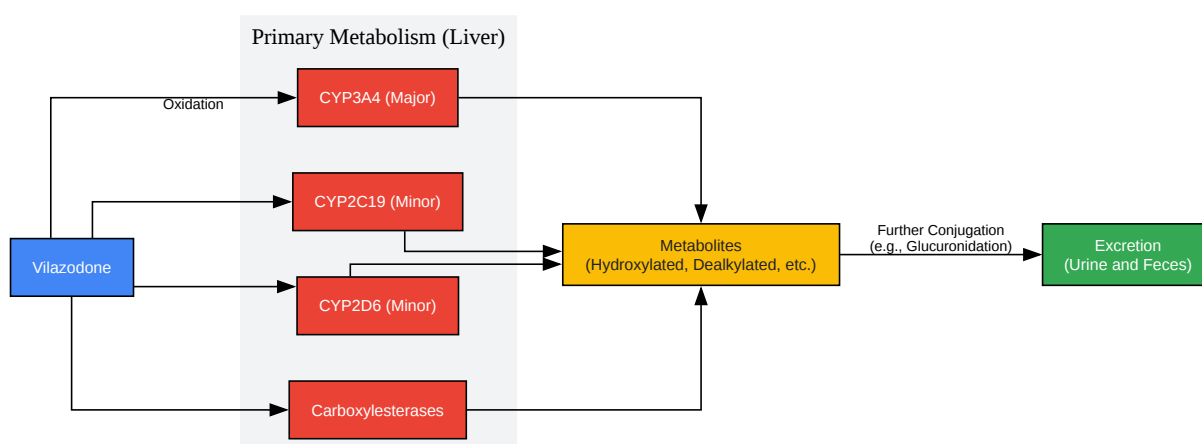 Primary Metabolism (Liver)
CYP3A4 (Major)
Oxidation
CYP2C19 (Minor)
Vilazodone
CYP2D6 (Minor)
Carboxylesterases
Metabolites
(Hydroxylated, Dealkylated, etc.)
Further Conjugation
(e.g., Glucuronidation)
Excretion
(Urine and Feces)